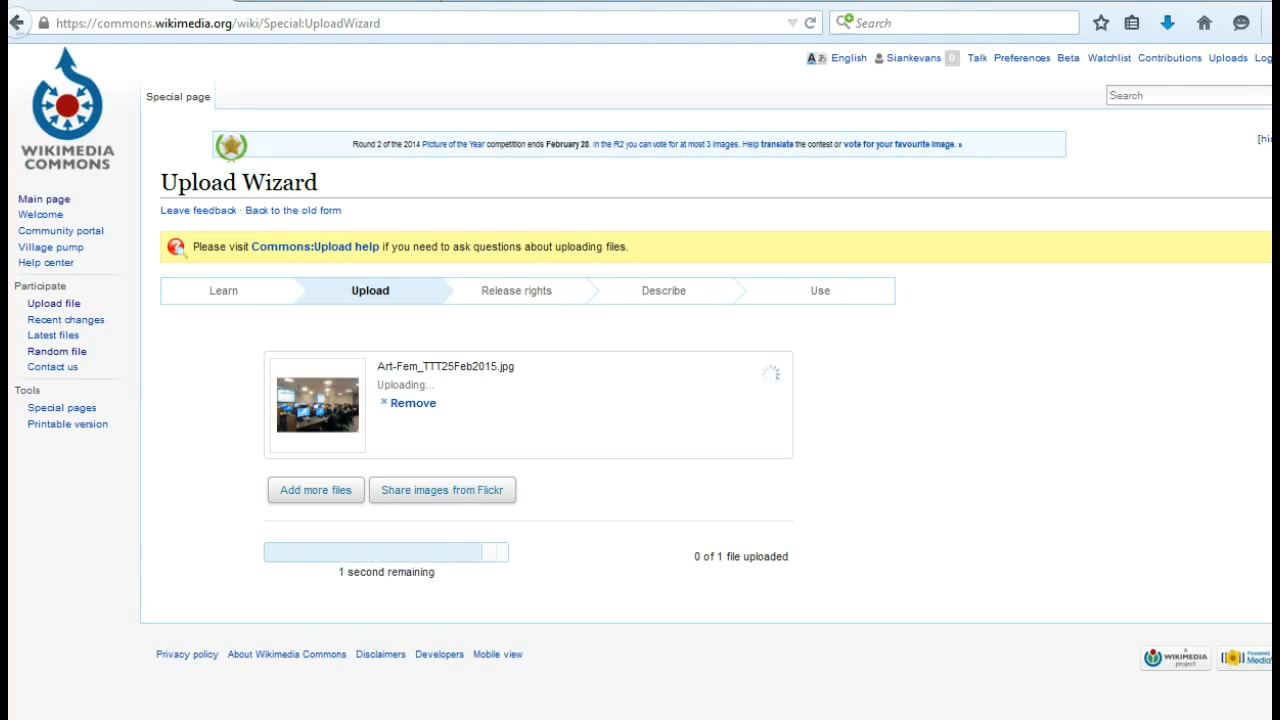 https://commons.wikimedia.org/wiki/Special:UploadWizard
Search
English Siankevans 0 Talk Preferences Beta Watchlist Contributions Uploads Log
Special page
Search
WIKIMEDIA
COMMONS
Round 2 of the 2014 Picture of the Year competition ends February 28. In the R2 you can vote for at most 3 images. Help translate the contest or vote for your favourite image. »
[hi
Upload Wizard
Leave feedback · Back to the old form
Please visit Commons:Upload help if you need to ask questions about uploading files.
Learn Upload Release rights Describe Use
Main page
Welcome
Community portal
Village pump
Help center
Participate
Upload file
Recent changes
Latest files
Random file
Contact us
Tools
Special pages
Printable version
Art-Fem_TTT25Feb2015.jpg
Uploading...
Remove
Add more files Share images from Flickr
1 second remaining
0 of 1 file uploaded
Privacy policy About Wikimedia Commons Disclaimers Developers Mobile view
A
WIKIMEDIA
project
Powered
Media